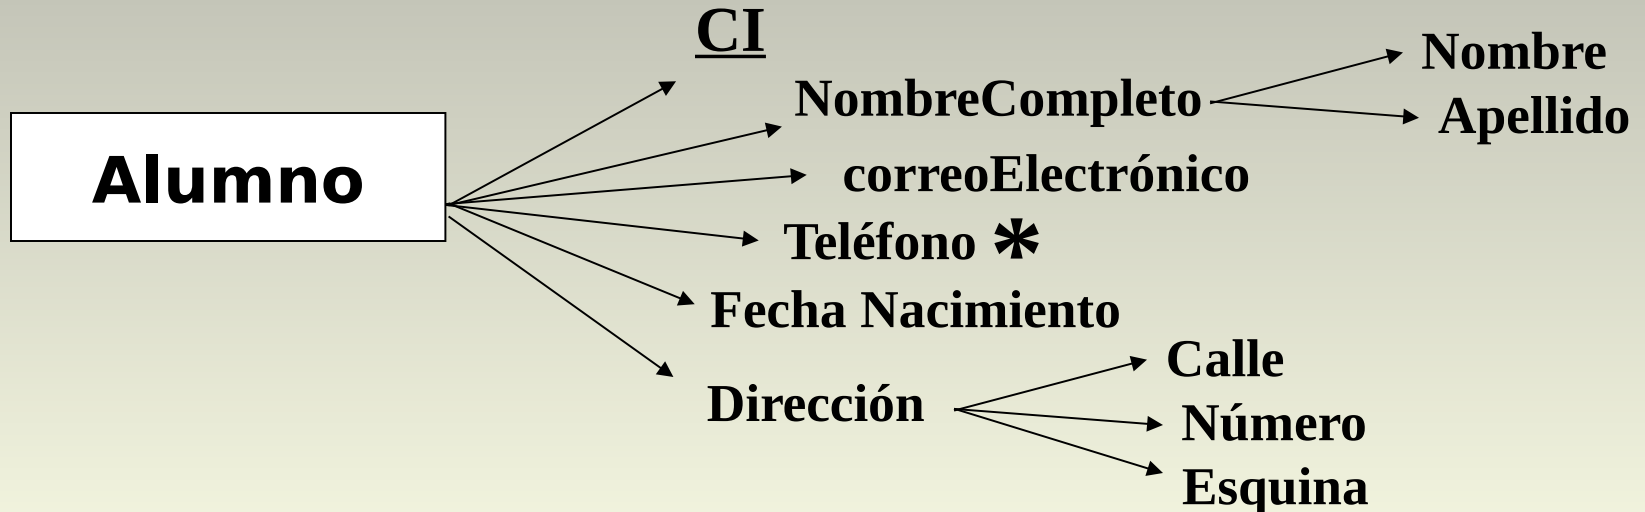 CI
Nombre
NombreCompleto
Apellido
Alumno
correoElectrónico
Teléfono *
Fecha Nacimiento
Calle
Dirección
Número
Esquina